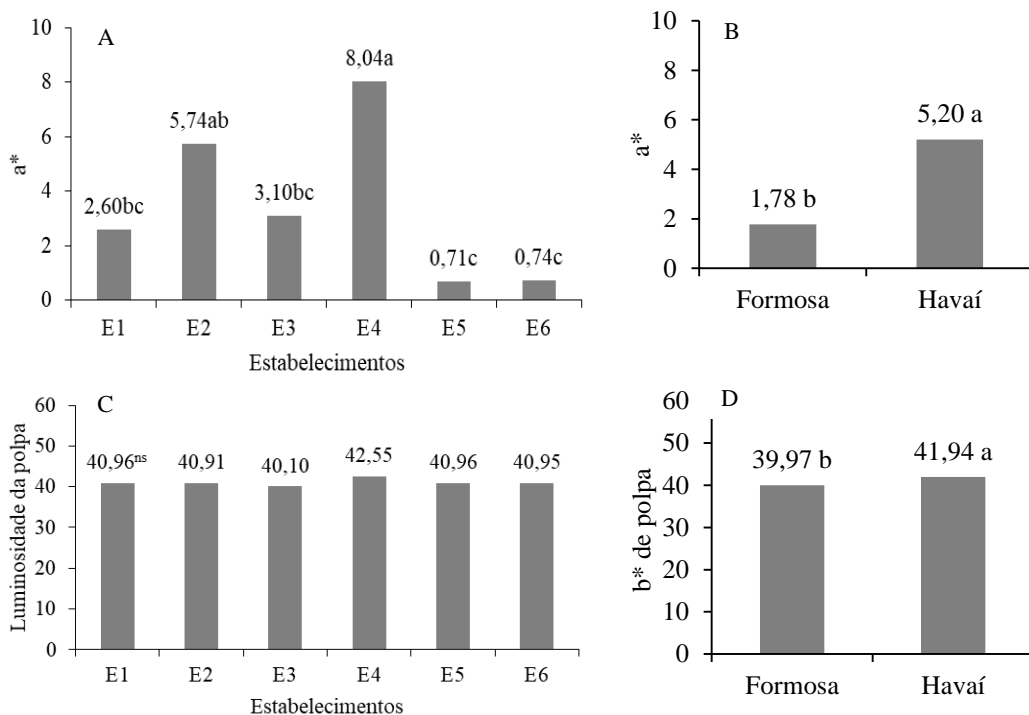 A
a*
10
8
6
4
2
0
2,60bc
5,74ab
3,10bc
8,04a
0,71c
0,74c
E1 E2 E3 E4 E5 E6
Estabelecimentos
B
a*
10
8
6
4
2
0
1,78 b
5,20 a
Formosa Havaí
C
Luminosidade da polpa
60
50
40
30
20
10
0
40,96ns
40,91
40,10
42,55
40,96
40,95
E1 E2 E3 E4 E5 E6
Estabelecimentos
D
b* de polpa
60
50
40
30
20
10
0
39,97 b
41,94 a
Formosa Havaí